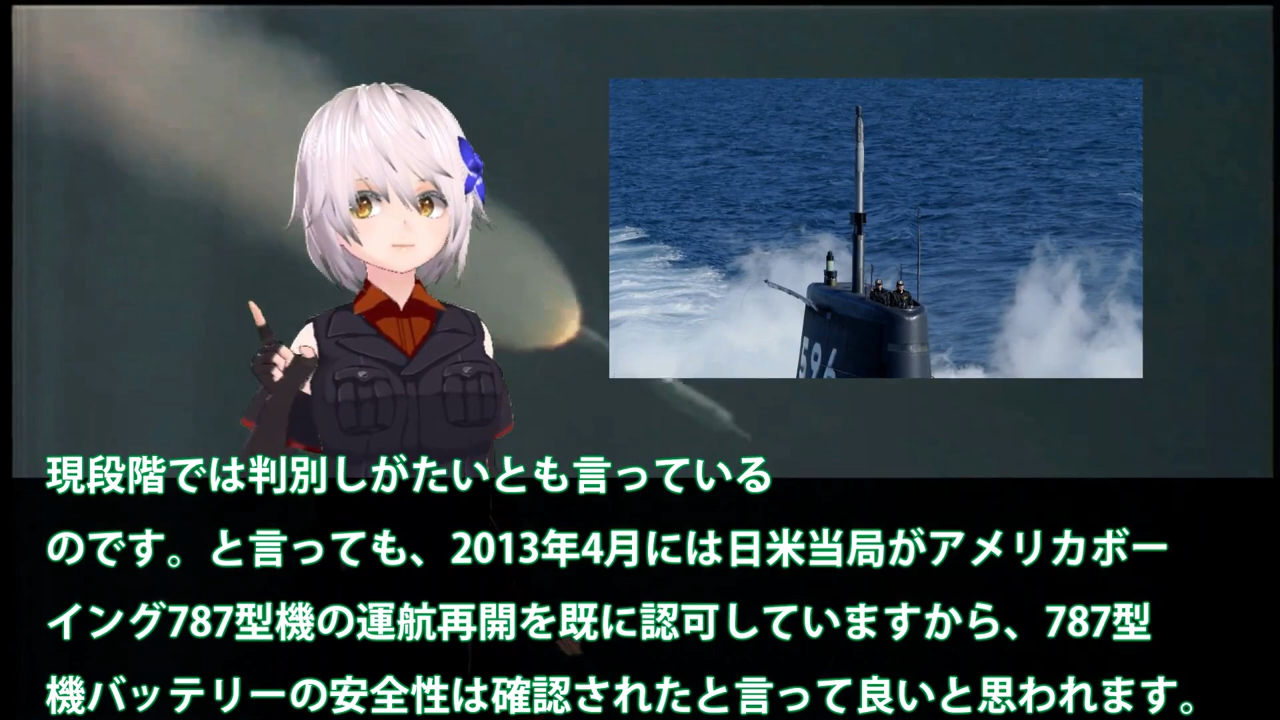 596
現段階では判別しがたいとも言っている
のです。と言っても、2013年4月には日米当局がアメリカボー
イング787型機の運航再開を既に認可していますから、787型
機バッテリーの安全性は確認されたと言って良いと思われます。